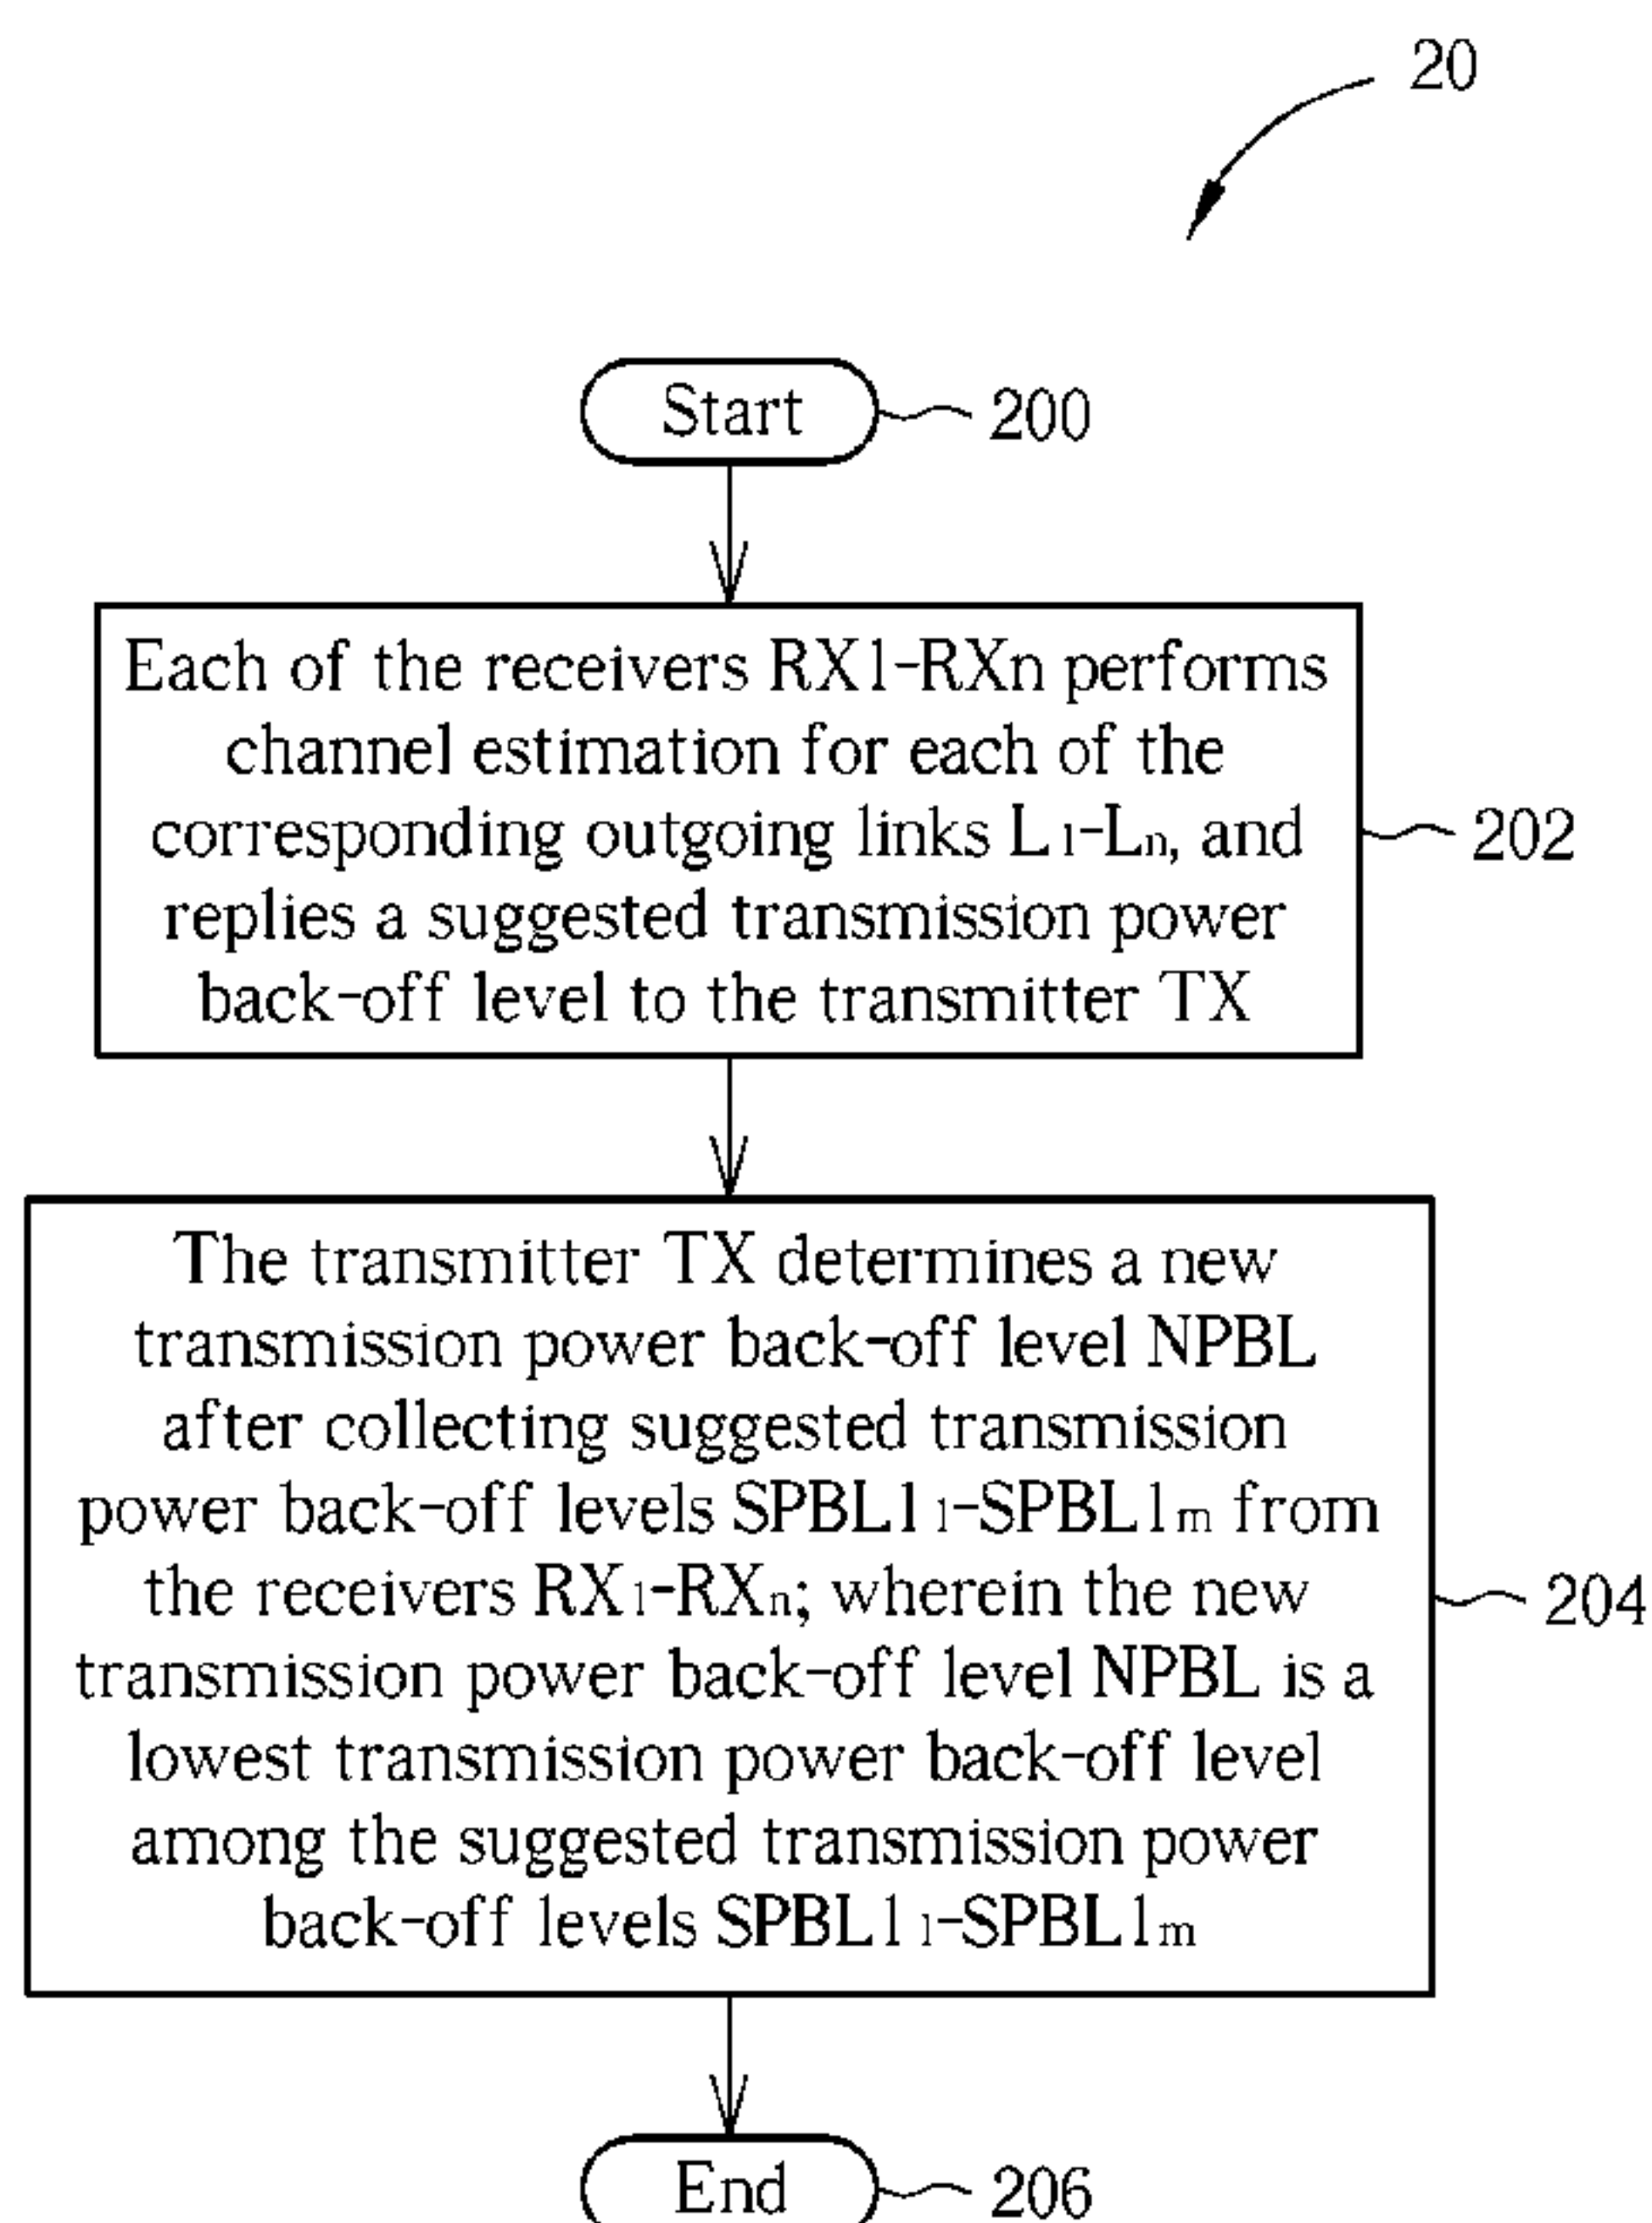 20
Start
200
Each of the receivers RX1-RXn performs
channel estimation for each of the
corresponding outgoing links L₁-Lₙ, and
202
replies a suggested transmission power
back-off level to the transmitter TX
The transmitter TX determines a new
transmission power back-off level NPBL
after collecting suggested transmission
power back-off levels SPBL1₁-SPBL1ₘ from
the receivers RX₁-RXₙ; wherein the new
204
transmission power back-off level NPBL is a
lowest transmission power back-off level
among the suggested transmission power
back-off levels SPBL1₁-SPBL1ₘ
End
206